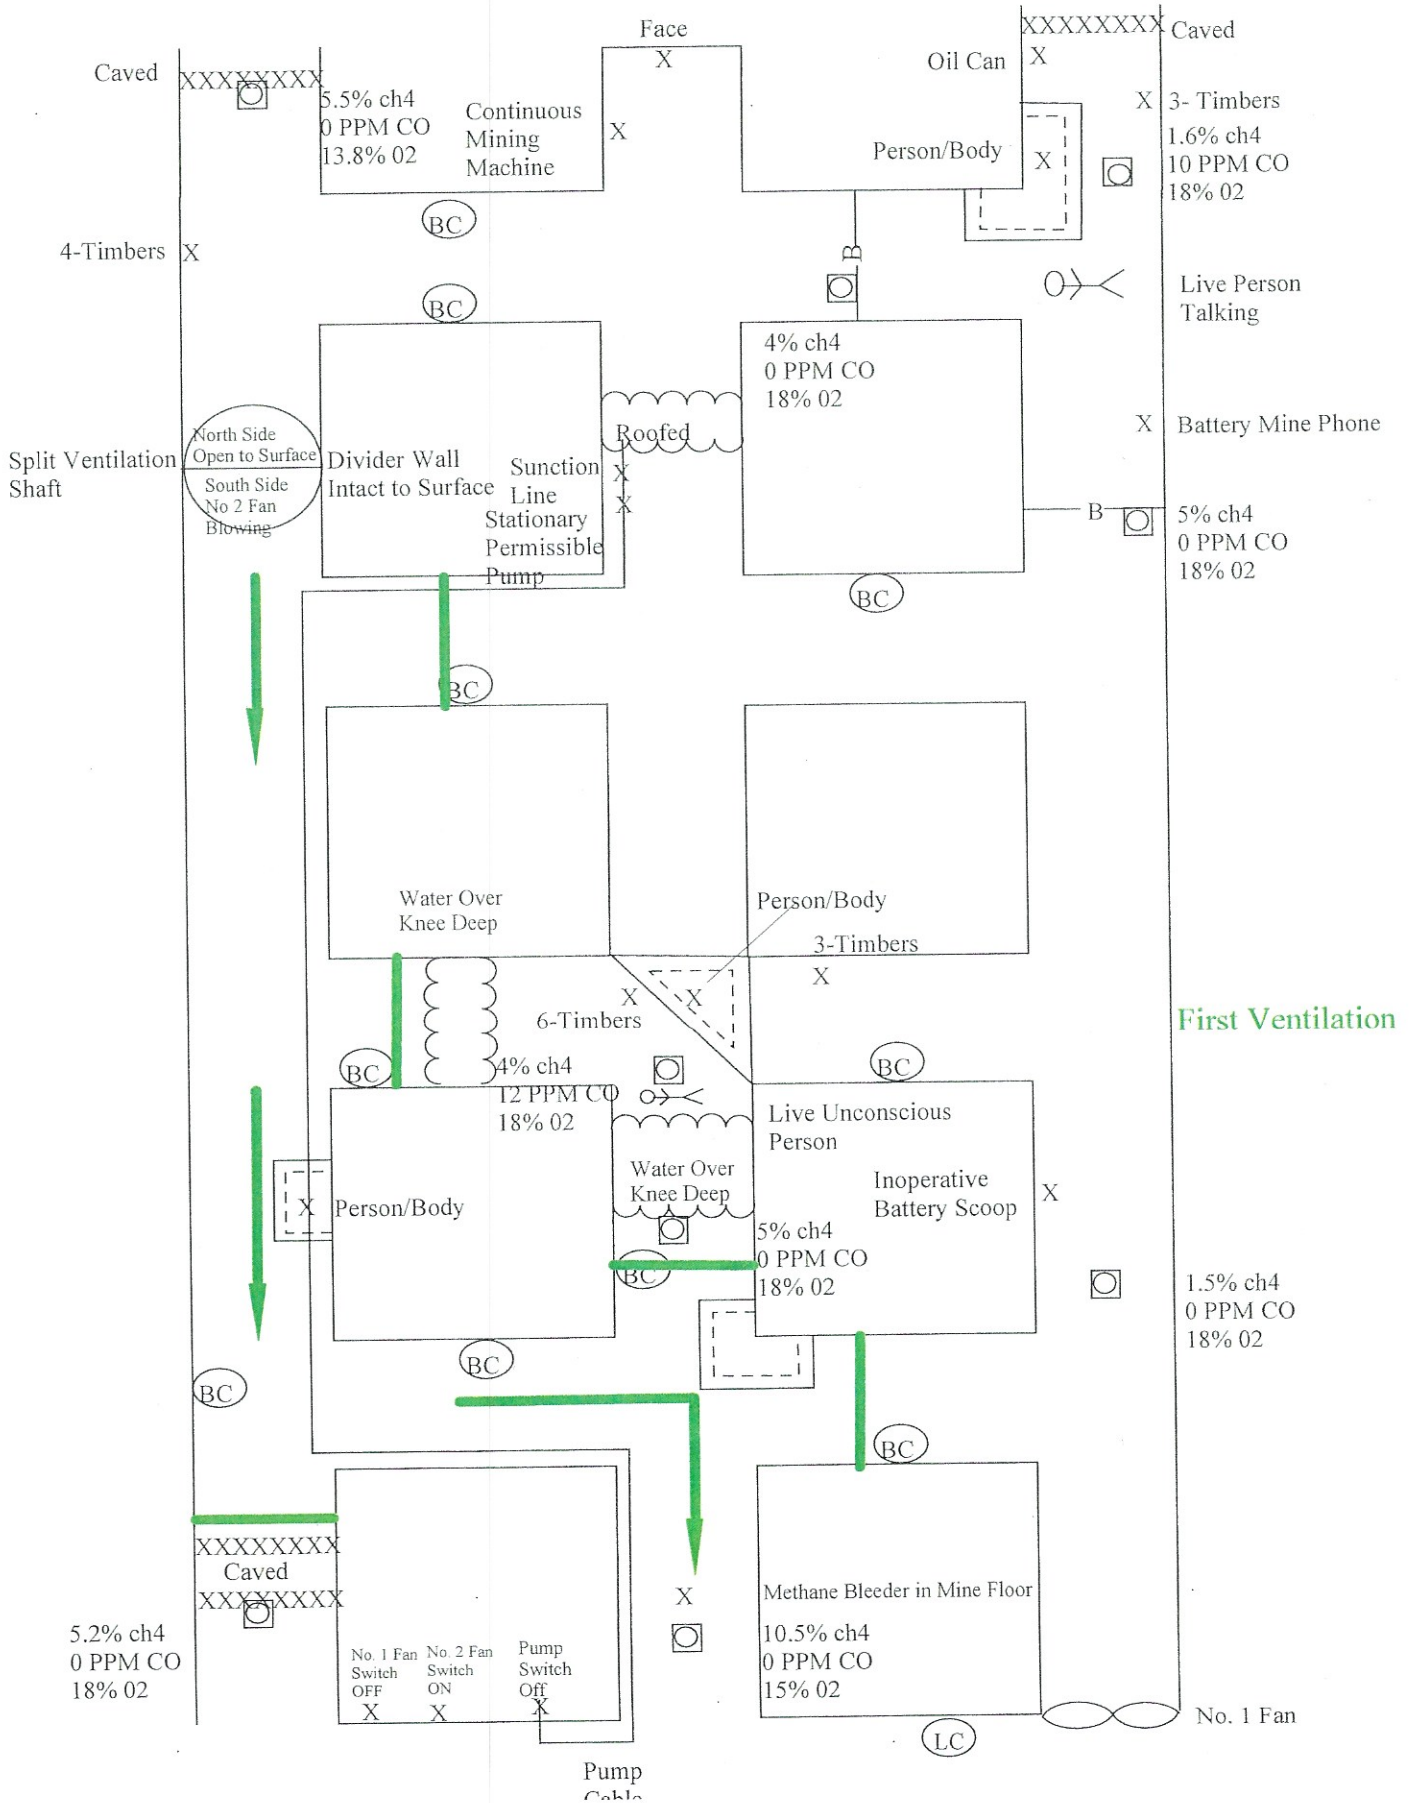 Face
XXXXXXXX Caved
Caved XXXXXXXX
X
Oil Can X
5.5% ch4
0 PPM CO
13.8% 02
Continuous
Mining
Machine
X
X 3- Timbers
1.6% ch4
10 PPM CO
18% 02
Person/Body
X
BC
4-Timbers X
B
BC
Live Person
Talking
4% ch4
0 PPM CO
18% 02
Roofed
X Battery Mine Phone
North Side
Open to Surface
Split Ventilation
Shaft
South Side
No 2 Fan
Blowing
Divider Wall
Intact to Surface
Sunction
Line
X
X
Stationary
Permissible
Pump
B
5% ch4
0 PPM CO
18% 02
BC
BC
Water Over
Knee Deep
Person/Body
3-Timbers
X
X
X
6-Timbers
First Ventilation
BC
4% ch4
12 PPM CO
18% 02
BC
Live Unconscious
Person
Water Over
Knee Deep
Inoperative
Battery Scoop
X
X Person/Body
5% ch4
0 PPM CO
18% 02
BC
1.5% ch4
0 PPM CO
18% 02
BC
BC
BC
XXXXXXXX
Caved
XXXXXXXX
X
Methane Bleeder in Mine Floor
5.2% ch4
0 PPM CO
18% 02
10.5% ch4
0 PPM CO
15% 02
No. 1 Fan
Switch
OFF
X
No. 2 Fan
Switch
ON
X
Pump
Switch
Off
X
No. 1 Fan
LC
Pump
Cable